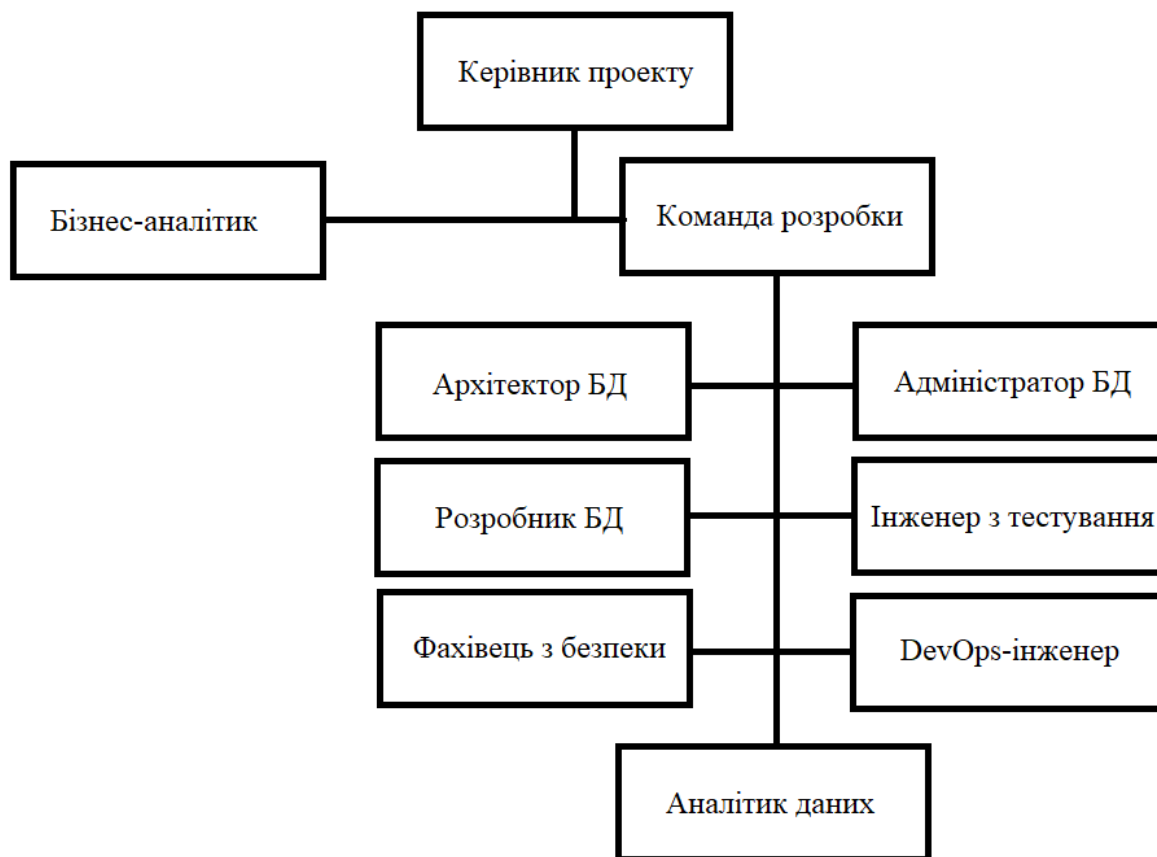 Керівник проекту
Бізнес-аналітик
Команда розробки
Архітектор БД
Адміністратор БД
Розробник БД
Інженер з тестування
Фахівець з безпеки
DevOps-інженер
Аналітик даних